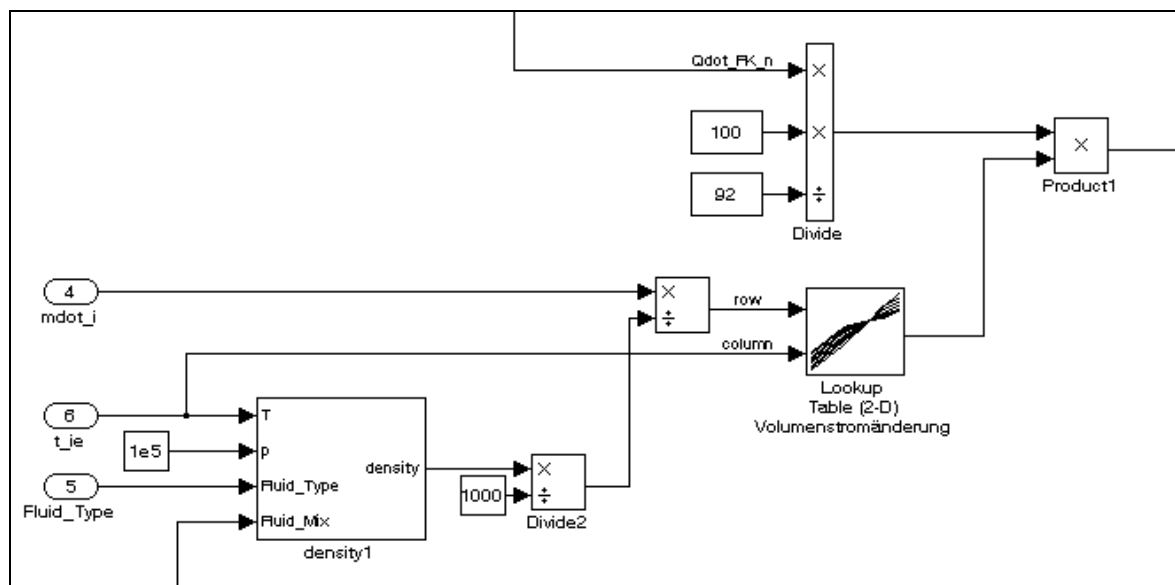 Qdot_FK_n
×
100
×
×
92
÷
Product1
Divide
4
mdot_i
×
÷
row
column
Lookup
Table (2-D)
Volumenstromänderung
6
t_ie
T
1e5
p
density
5
Fluid_Type
Fluid_Type
Fluid_Mix
density1
×
1000
÷
Divide2